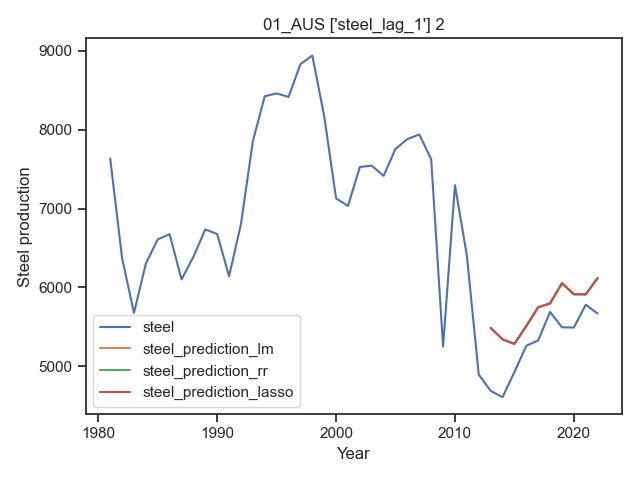 01_AUS ['steel_lag_1'] 2
9000
8000
7000
6000
5000
Steel production
steel
steel_prediction_lm
steel_prediction_rr
steel_prediction_lasso
1980
1990
2000
2010
2020
Year